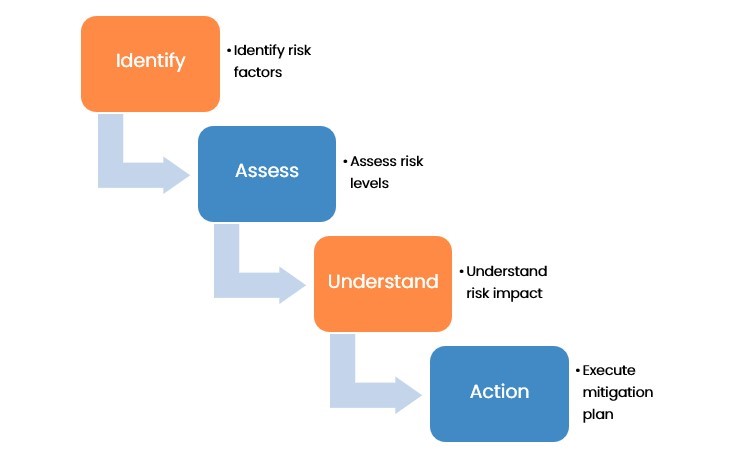 Identify
• Identify risk
factors
Assess
• Assess risk
levels
Understand
• Understand
risk impact
Action
• Execute
mitigation
plan